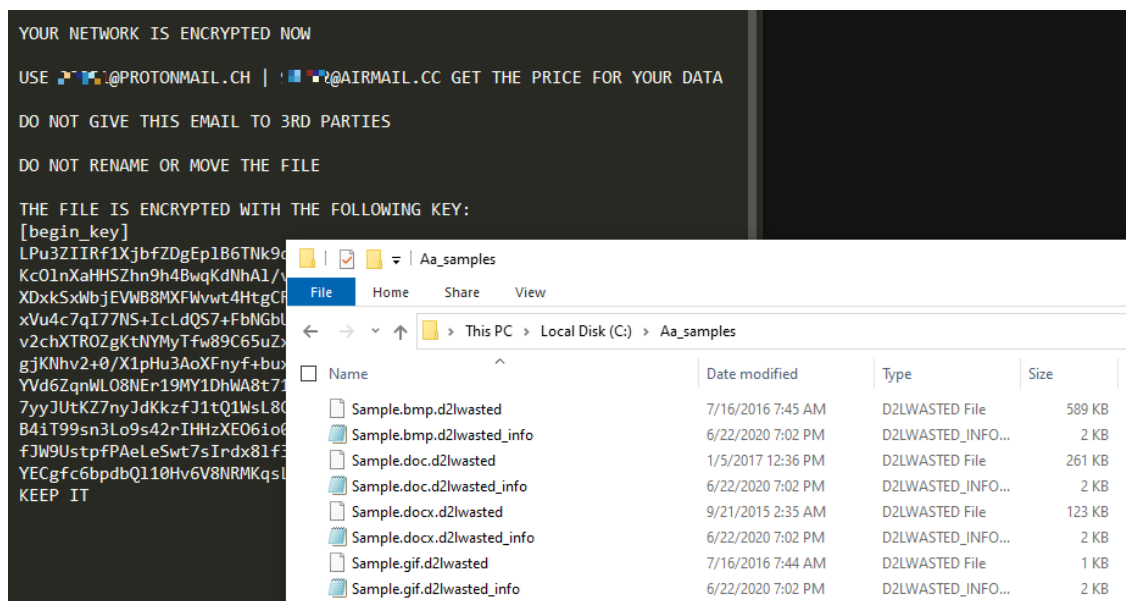 YOUR NETWORK IS ENCRYPTED NOW
USE @PROTONMAIL.CH | @AIRMAIL.CC GET THE PRICE FOR YOUR DATA
DO NOT GIVE THIS EMAIL TO 3RD PARTIES
DO NOT RENAME OR MOVE THE FILE
THE FILE IS ENCRYPTED WITH THE FOLLOWING KEY:
[begin_key]
LPu3ZIIRf1XjbfZDgEplB6TNk9
KcOlnXaHHSZhn9h4BwqKdNhAl/
XDxkSxWbjEVWB8MXFWvwt4HtgC
xVu4c7qI77NS+IcLdQS7+FbNGb
v2chXTROZgKtNYMyTfw89C65uZ
gjKNhv2+0/X1pHu3AoXFnyf+bu
YVd6ZqnWLO8NEr19MY1DhWA8t71
7yyJUtKZ7nyJdKkzfJ1tQ1WsL8
B4iT99sn3Lo9s42rIHHzXEO6io
fJW9UstpfPAeLeSwt7sIrdx8lf
YECgfc6bpdbQl10Hv6V8NRMKqs
KEEP IT
Aa_samples
File Home Share View
This PC > Local Disk (C:) > Aa_samples
Name Date modified Type Size
Sample.bmp.d2lwasted 7/16/2016 7:45 AM D2LWASTED File 589 KB
Sample.bmp.d2lwasted_info 6/22/2020 7:02 PM D2LWASTED_INFO... 2 KB
Sample.doc.d2lwasted 1/5/2017 12:36 PM D2LWASTED File 261 KB
Sample.doc.d2lwasted_info 6/22/2020 7:02 PM D2LWASTED_INFO... 2 KB
Sample.docx.d2lwasted 9/21/2015 2:35 AM D2LWASTED File 123 KB
Sample.docx.d2lwasted_info 6/22/2020 7:02 PM D2LWASTED_INFO... 2 KB
Sample.gif.d2lwasted 7/16/2016 7:44 AM D2LWASTED File 1 KB
Sample.gif.d2lwasted_info 6/22/2020 7:02 PM D2LWASTED_INFO... 2 KB